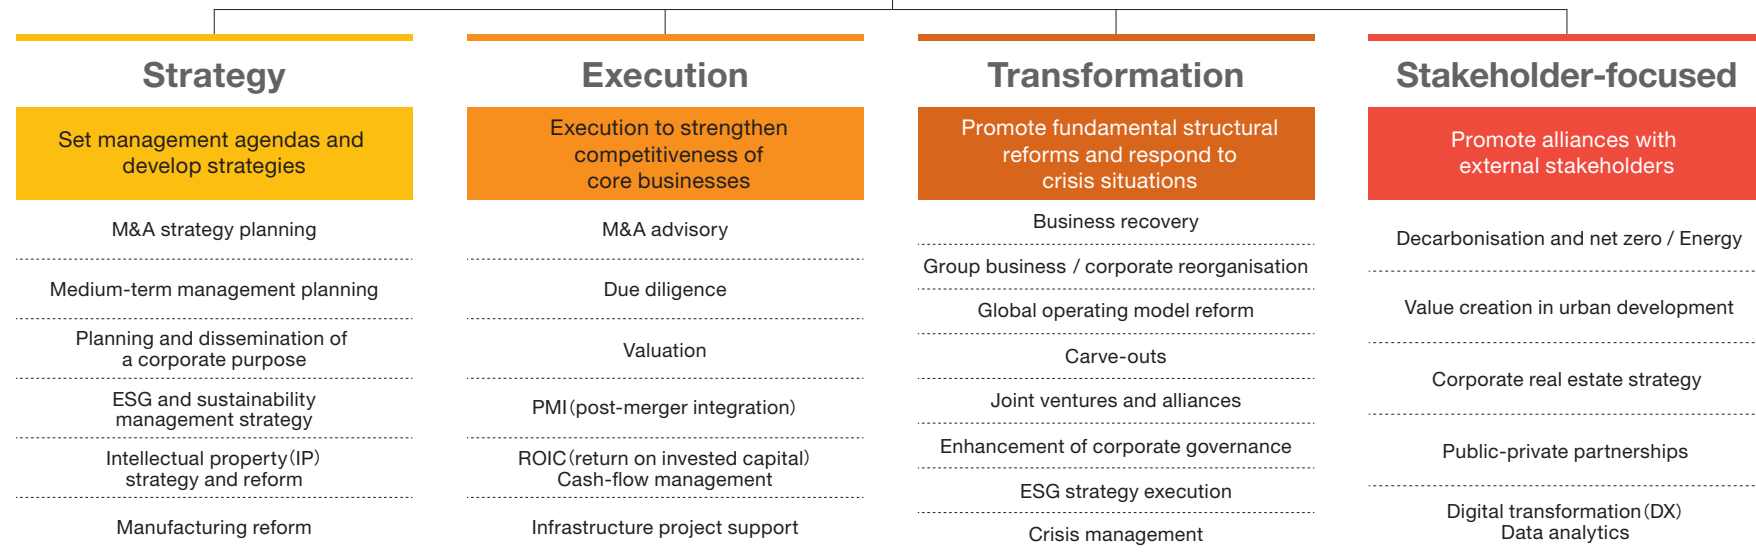 Strategy
Set management agendas and
develop strategies
M&A strategy planning
Medium-term management planning
Planning and dissemination of
a corporate purpose
ESG and sustainability
management strategy
Intellectual property(IP)
strategy and reform
Manufacturing reform
Execution
Execution to strengthen
competitiveness of
core businesses
M&A advisory
Due diligence
Valuation
PMI(post-merger integration)
ROIC(return on invested capital)
Cash-flow management
Infrastructure project support
Transformation
Promote fundamental structural
reforms and respond to
crisis situations
Business recovery
Group business / corporate reorganisation
Global operating model reform
Carve-outs
Joint ventures and alliances
Enhancement of corporate governance
ESG strategy execution
Crisis management
Stakeholder-focused
Promote alliances with
external stakeholders
Decarbonisation and net zero / Energy
Value creation in urban development
Corporate real estate strategy
Public-private partnerships
Digital transformation(DX)
Data analytics